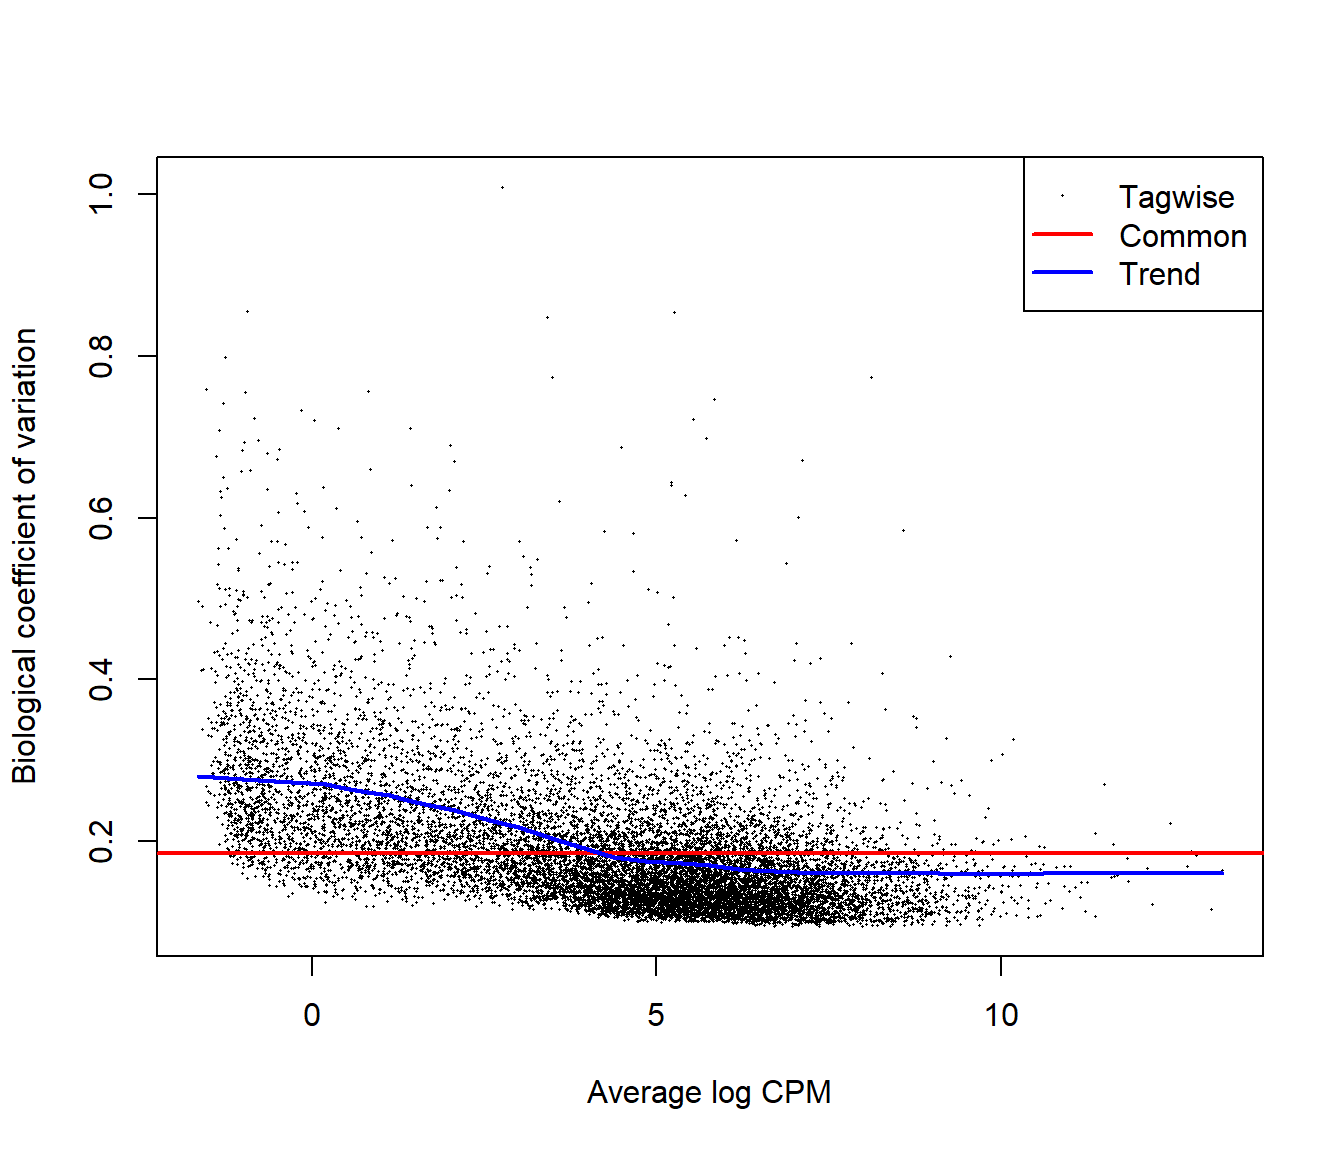 Tagwise
Common
Trend
Biological coefficient of variation
1.0
0.8
0.6
0.4
0.2
0 5 10
Average log CPM